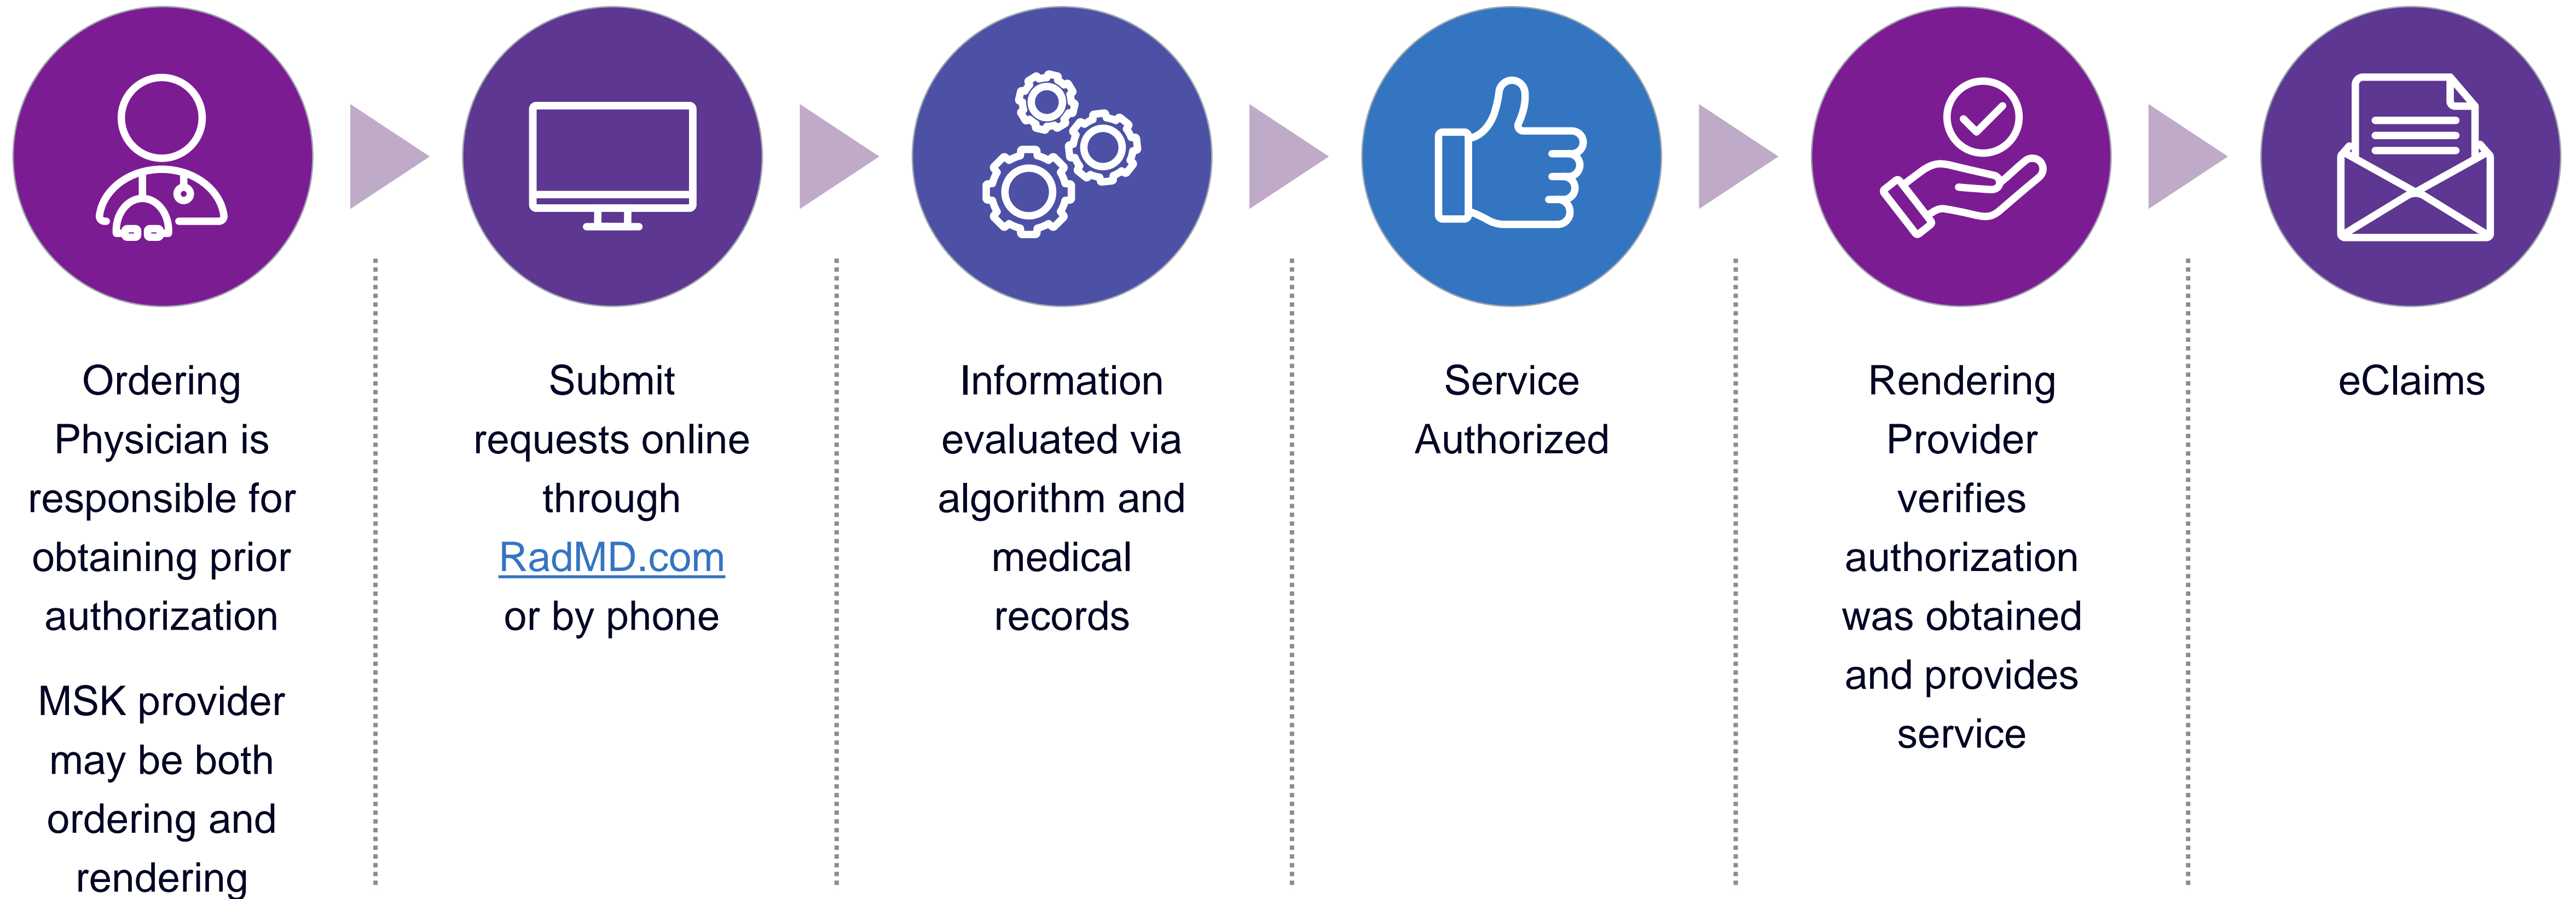 Ordering
Physician is
responsible for
obtaining prior
authorization
MSK provider
may be both
ordering and
rendering
Submit
requests online
through
RadMD.com
or by phone
Information
evaluated via
algorithm and
medical
records
Service
Authorized
Rendering
Provider
verifies
authorization
was obtained
and provides
service
eClaims